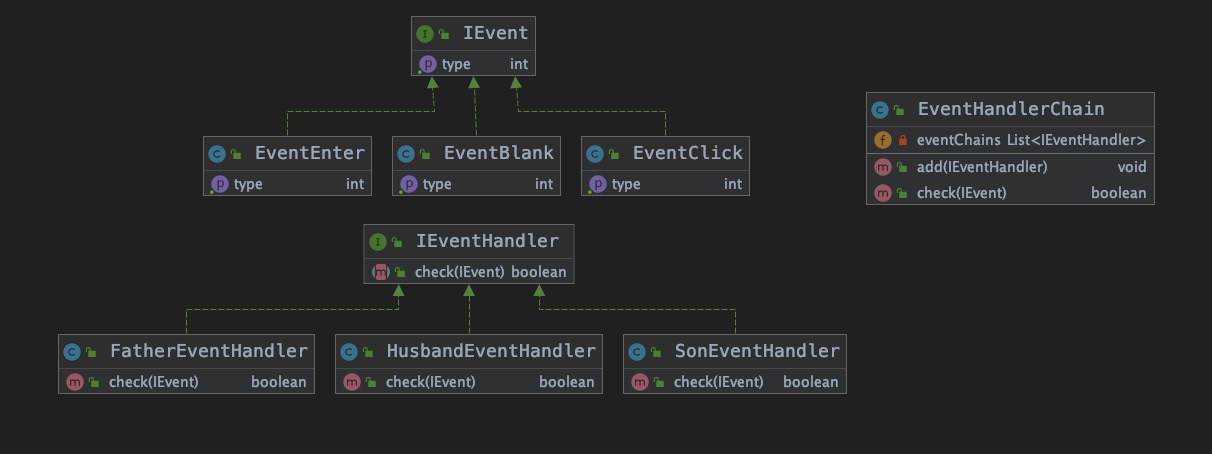 IEvent
type int
EventEnter
type int
EventBlank
type int
EventClick
type int
EventHandlerChain
eventChains List<IEventHandler>
add(IEventHandler) void
check(IEvent) boolean
IEventHandler
check(IEvent) boolean
FatherEventHandler
check(IEvent) boolean
HusbandEventHandler
check(IEvent) boolean
SonEventHandler
check(IEvent) boolean